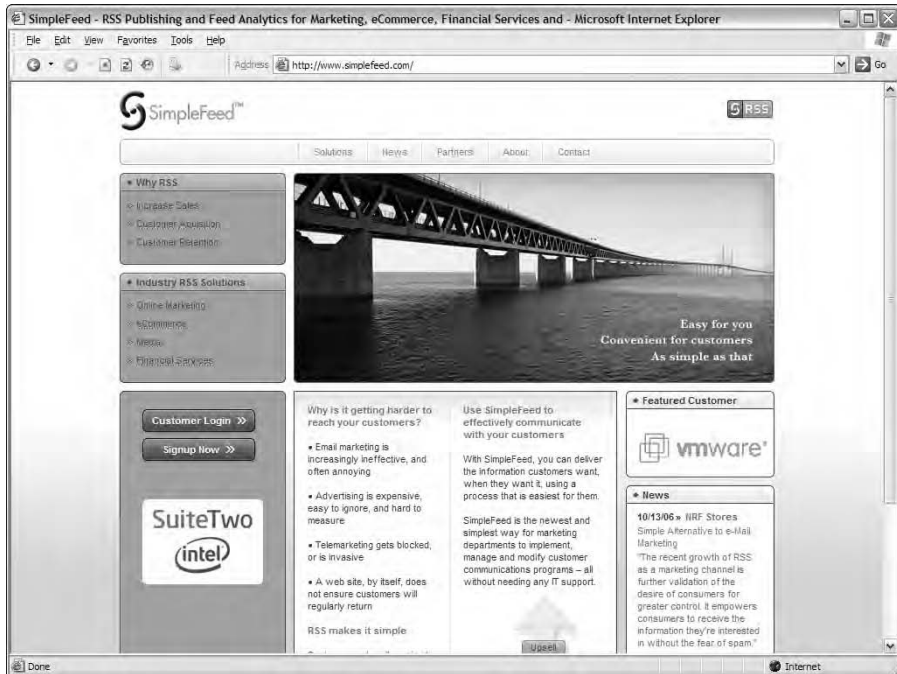 SimpleFeed - RSS Publishing and Feed Analytics for Marketing, eCommerce, Financial Services and - Microsoft Internet Explorer
File Edit View Favorites Tools Help
Address http://www.simplefeed.com/ Go
SimpleFeed™
RSS
Solutions News Partners About Contact
• Why RSS
» Increase Sales
» Customer Aquisition
» Customer Retention
• Industry RSS Solutions
» Online Marketing
» eCommerce
» Media
» Financial Services
Easy for you
Convenient for customers
As simple as that
Customer Login »
Signup Now »
SuiteTwo
intel
Why is it getting harder to
reach your customers?
• Email marketing is
increasingly ineffective, and
often annoying
• Advertising is expensive,
easy to ignore, and hard to
measure
• Telemarketing gets blocked,
or is invasive
• A web site, by itself, does
not ensure customers will
regularly return
RSS makes it simple
Use SimpleFeed to
effectively communicate
with your customers
With SimpleFeed, you can deliver
the information customers want,
when they want it, using a
process that is easiest for them.
SimpleFeed is the newest and
simplest way for marketing
departments to implement,
manage and modify customer
communications programs – all
without needing any IT support.
Upsell
• Featured Customer
vmware®
• News
10/13/06 » NRF Stores
Simple Alternative to e-Mail
Marketing
"The recent growth of RSS
as a marketing channel is
further validation of the
desire of consumers for
greater control. It empowers
consumers to receive the
information they're interested
in without the fear of spam."
Done Internet